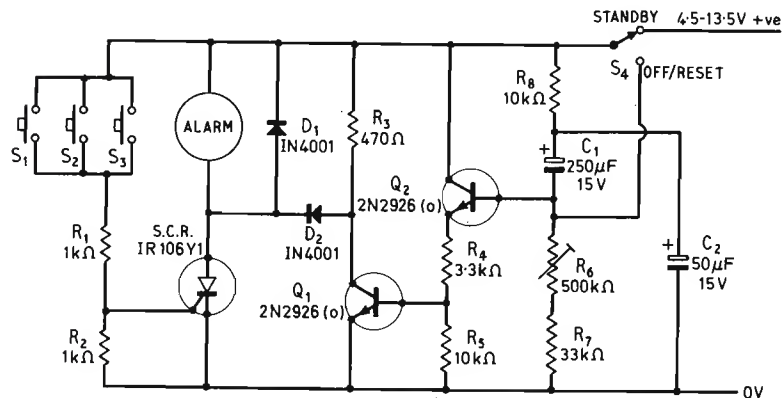 STANDBY
4.5-13.5V +ve
S4
OFF/RESET
R8
10kΩ
R3
470Ω
D1
IN4001
ALARM
S1
S2
S3
+
C1
250µF
15V
Q2
2N2926 (o)
R1
1kΩ
S.C.R.
IR106Y1
D2
IN4001
R4
3.3kΩ
R6
500kΩ
+
C2
50µF
15V
Q1
2N2926 (o)
R2
1kΩ
R5
10kΩ
R7
33kΩ
0V